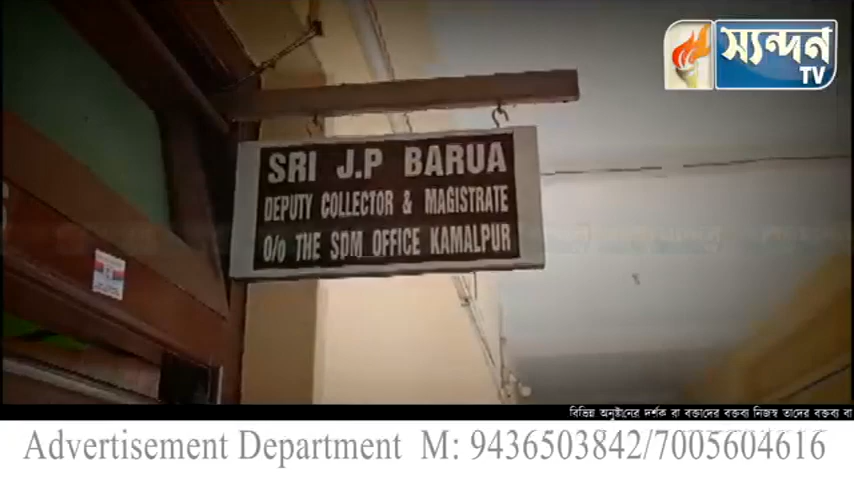 স্যন্দন
TV
SRI J.P BARUA
DEPUTY COLLECTOR & MAGISTRATE
O/o THE SDM OFFICE KAMALPUR
বিভিন্ন অনুষ্ঠানের দর্শক বা বক্তাদের বক্তব্য নিজস্ব তাদের বক্তব্য বা
Advertisement Department M: 9436503842/7005604616